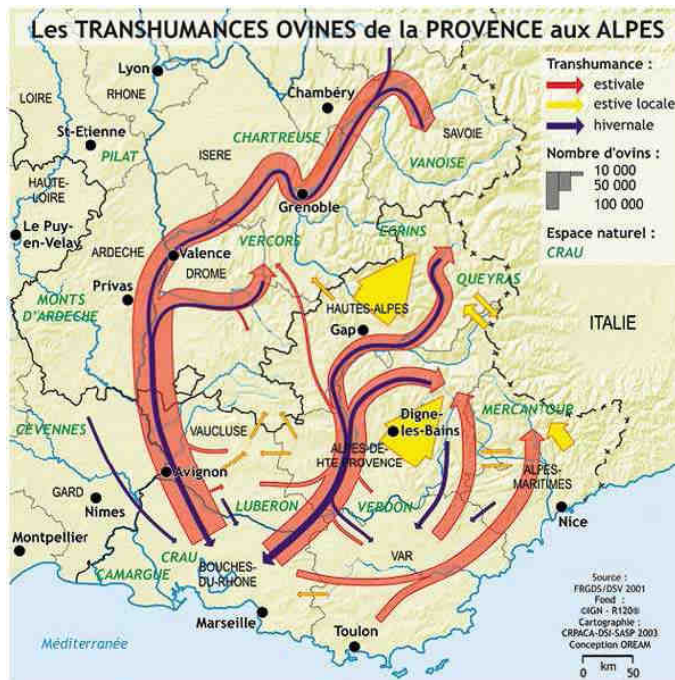 Les TRANSHUMANCES OVINES de la PROVENCE aux ALPES
Transhumance :
estivale
estive locale
hivernale
Nombre d'ovins :
10 000
50 000
100 000
Espace naturel :
CRAU
Lyon
LOIRE
RHONE
Chambéry
St-Etienne
CHARTREUSE
SAVOIE
PILAT
ISERE
VANOISE
HAUTE-
LOIRE
Grenoble
Le Puy-
en-Velay
ARDECHE
Valence
VERCORS
ECRINS
DROME
QUEYRAS
Privas
MONTS
D'ARDECHE
HAUTES-ALPES
Gap
ITALIE
CEVENNES
VAUCLUSE
Digne-
les-Bains
MERCANTOUR
ALPES-DE-
HTE PROVENCE
Avignon
ALPES-
MARITIMES
GARD
Nimes
LUBERON
VERDON
Nice
Montpellier
CRAU
BOUCHES-
DU-RHÔNE
VAR
CAMARGUE
Marseille
Toulon
Méditerranée
Source :
FRGDS/DSV 2001
Fond :
©IGN - R120®
Cartographie :
CRPACA-DSI-SASP 2003
Conception OREAM
0 km 50